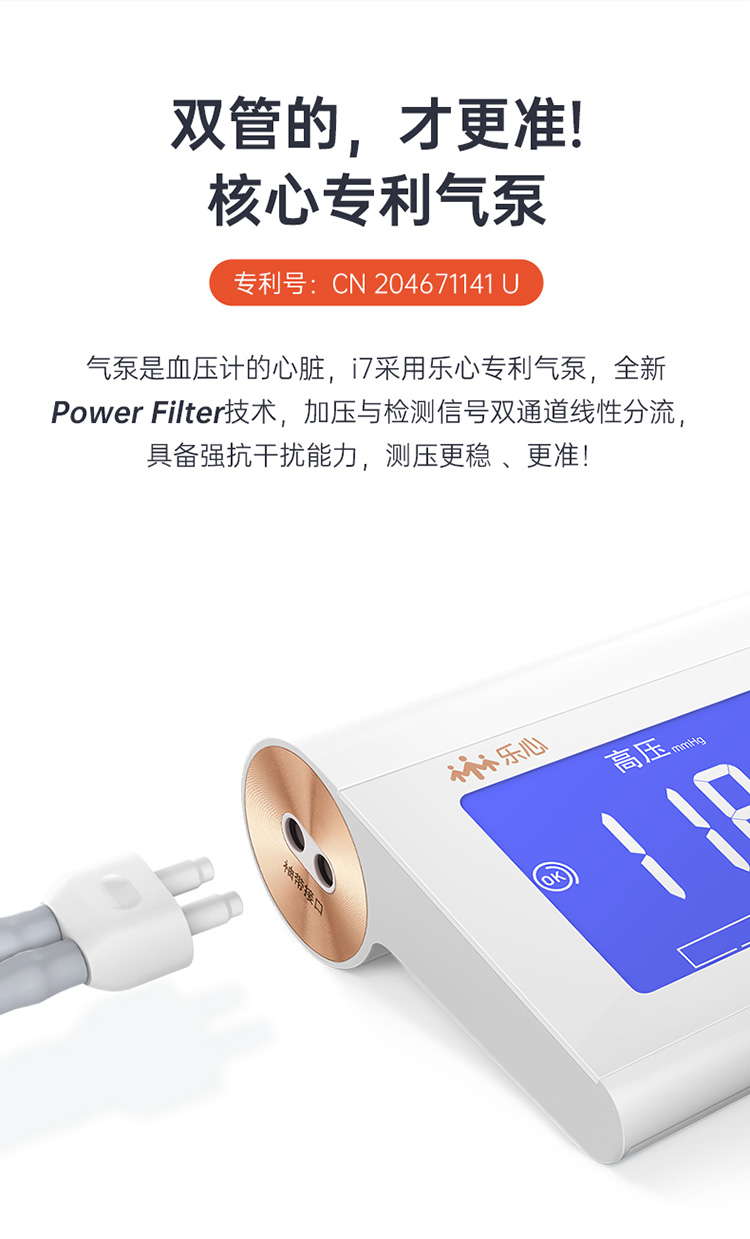 双管的，才更准!
核心专利气泵
专利号：CN 204671141 U
气泵是血压计的心脏，i7采用乐心专利气泵，全新
Power Filter技术，加压与检测信号双通道线性分流，
具备强抗干扰能力，测压更稳 、更准！
乐心
高压 mmHg
118
OK
袖带接口